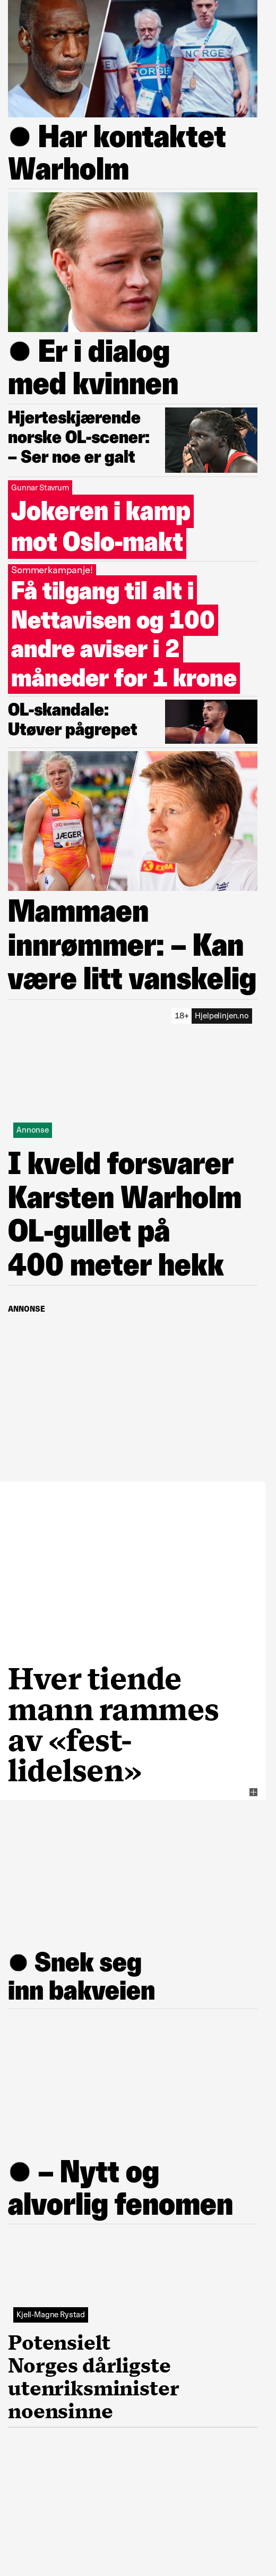 NORGE
NORGE
● Har kontaktet
Warholm
● Er i dialog
med kvinnen
Hjerteskjærende
norske OL-scener:
– Ser noe er galt
Gunnar Stavrum
Jokeren i kamp
mot Oslo-makt
Sommerkampanje!
Få tilgang til alt i
Nettavisen og 100
andre aviser i 2
måneder for 1 krone
OL-skandale:
Utøver pågrepet
JÆGER
Mammaen
innrømmer: – Kan
være litt vanskelig
18+ Hjelpelinjen.no
Annonse
I kveld forsvarer
Karsten Warholm
OL-gullet på
400 meter hekk
ANNONSE
Hver tiende
mann rammes
av «fest-
lidelsen»
● Snek seg
inn bakveien
● – Nytt og
alvorlig fenomen
Kjell-Magne Rystad
Potensielt
Norges dårligste
utenriksminister
noensinne